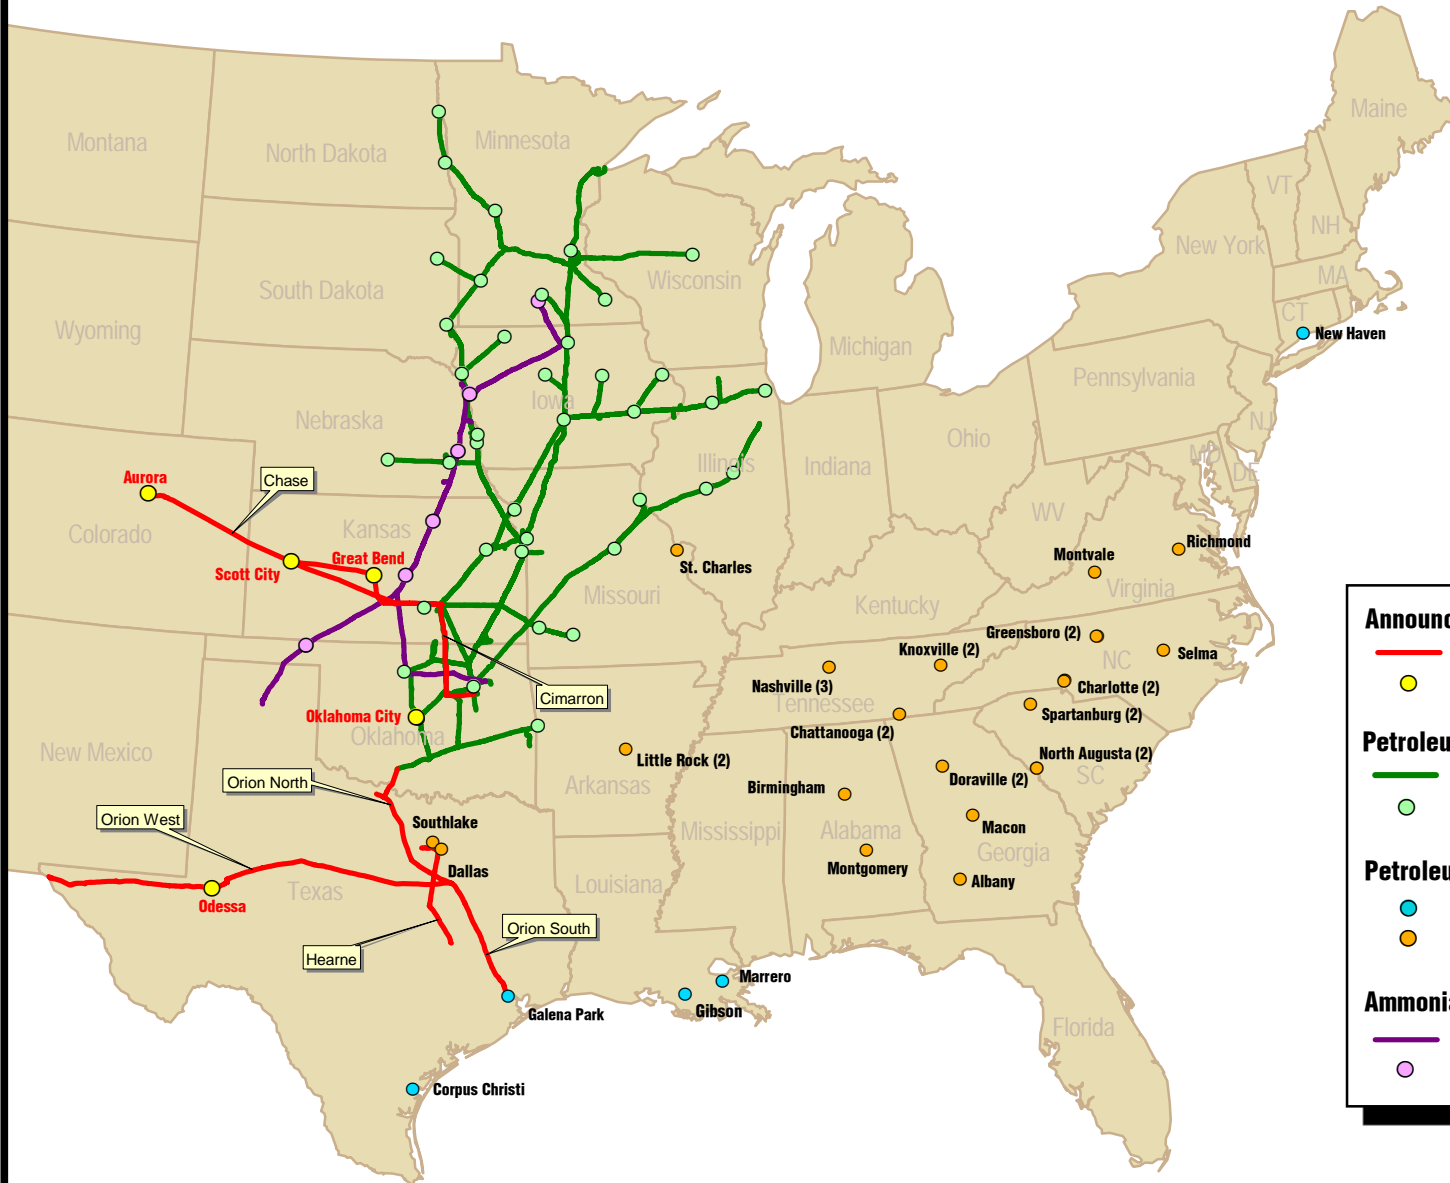 Maine
Montana
North Dakota
Minnesota
VT
NH
New York
MA
CT
New Haven
South Dakota
Wisconsin
Wyoming
Michigan
Pennsylvania
NJ
Nebraska
Iowa
Ohio
Illinois
Indiana
MD
DE
Aurora
Chase
Colorado
Kansas
WV
Great Bend
Scott City
St. Charles
Montvale
Richmond
Virginia
Missouri
Kentucky
Greensboro (2)
Knoxville (2)
Selma
NC
Nashville (3)
Charlotte (2)
Tennessee
Spartanburg (2)
Cimarron
Oklahoma City
Oklahoma
Chattanooga (2)
New Mexico
Little Rock (2)
North Augusta (2)
SC
Doraville (2)
Orion North
Arkansas
Birmingham
Orion West
Southlake
Mississippi
Alabama
Macon
Georgia
Dallas
Montgomery
Albany
Texas
Louisiana
Odessa
Orion South
Hearne
Marrero
Gibson
Galena Park
Florida
Corpus Christi
Announc
Petroleu
Petroleu
Ammonia